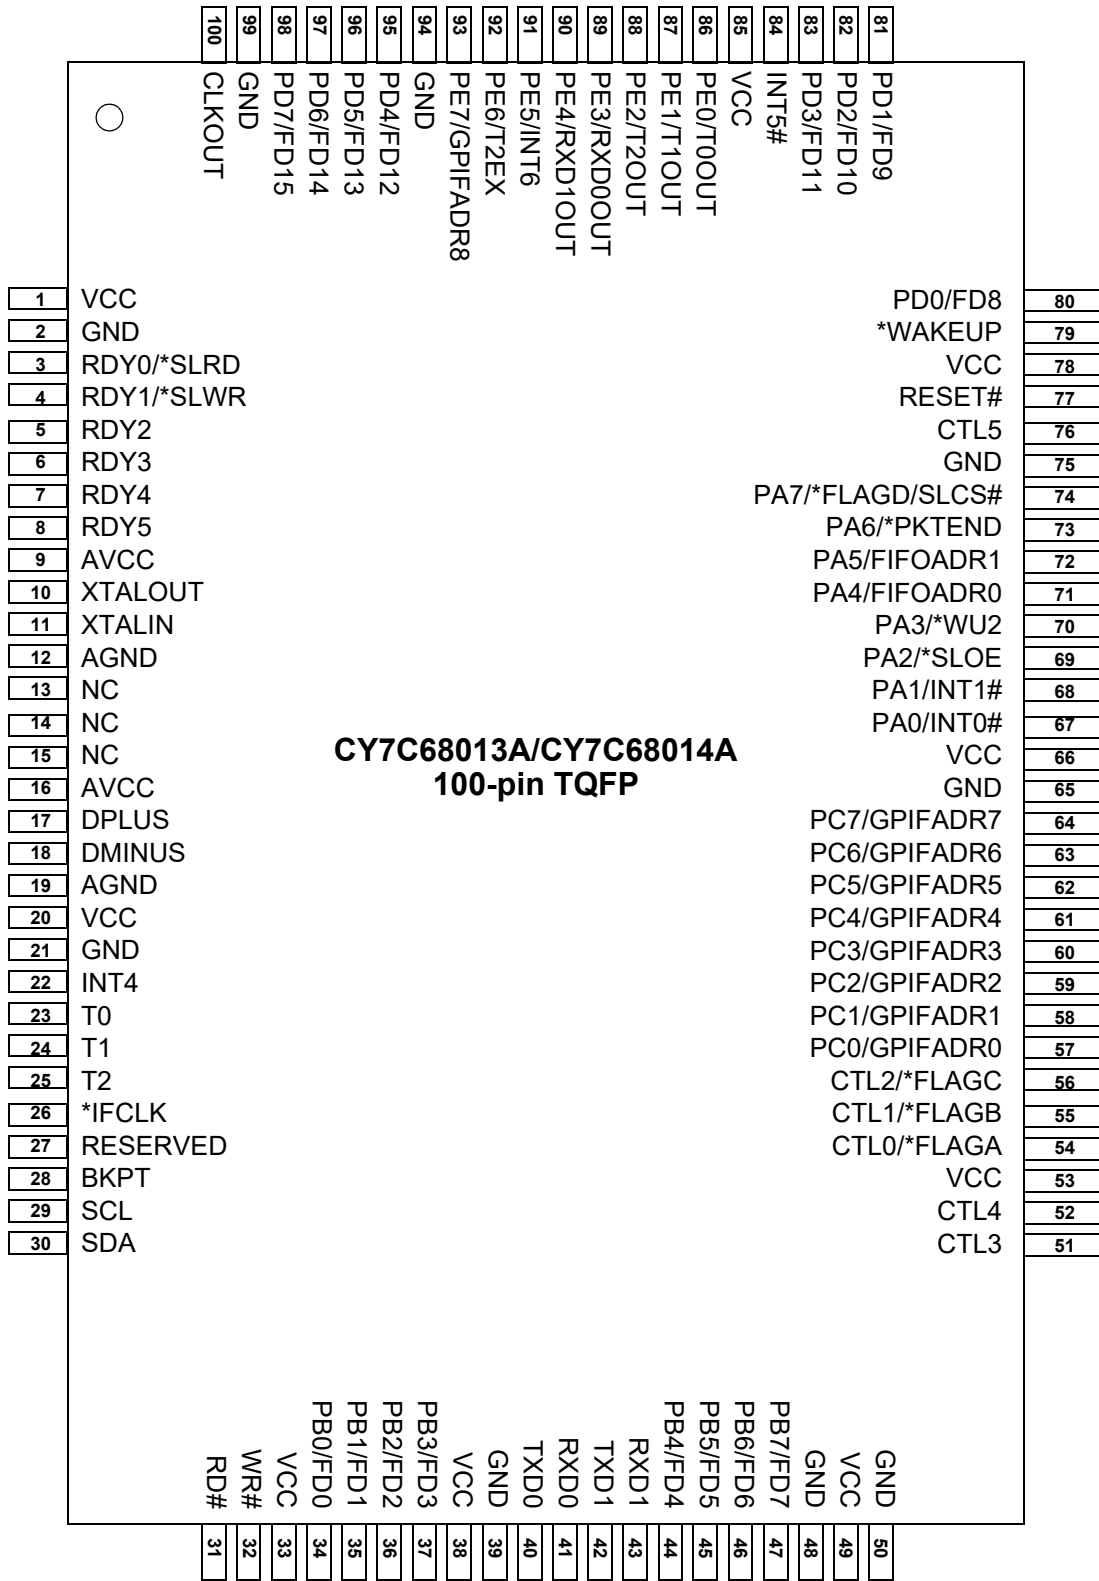 100 99 98 97 96 95 94 93 92 91 90 89 88 87 86 85 84 83 82 81
CLKOUT
GND
PD7/FD15
PD6/FD14
PD5/FD13
PD4/FD12
GND
PE7/GPIFADR8
PE6/T2EX
PE5/INT6
PE4/RXD1OUT
PE3/RXD0OUT
PE2/T2OUT
PE1/T1OUT
PE0/T0OUT
VCC
INT5#
PD3/FD11
PD2/FD10
PD1/FD9
1 VCC
2 GND
3 RDY0/*SLRD
4 RDY1/*SLWR
5 RDY2
6 RDY3
7 RDY4
8 RDY5
9 AVCC
10 XTALOUT
11 XTALIN
12 AGND
13 NC
14 NC
15 NC
16 AVCC
17 DPLUS
18 DMINUS
19 AGND
20 VCC
21 GND
22 INT4
23 T0
24 T1
25 T2
26 *IFCLK
27 RESERVED
28 BKPT
29 SCL
30 SDA
CY7C68013A/CY7C68014A
100-pin TQFP
PD0/FD8 80
*WAKEUP 79
VCC 78
RESET# 77
CTL5 76
GND 75
PA7/*FLAGD/SLCS# 74
PA6/*PKTEND 73
PA5/FIFOADR1 72
PA4/FIFOADR0 71
PA3/*WU2 70
PA2/*SLOE 69
PA1/INT1# 68
PA0/INT0# 67
VCC 66
GND 65
PC7/GPIFADR7 64
PC6/GPIFADR6 63
PC5/GPIFADR5 62
PC4/GPIFADR4 61
PC3/GPIFADR3 60
PC2/GPIFADR2 59
PC1/GPIFADR1 58
PC0/GPIFADR0 57
CTL2/*FLAGC 56
CTL1/*FLAGB 55
CTL0/*FLAGA 54
VCC 53
CTL4 52
CTL3 51
RD#
WR#
VCC
PB0/FD0
PB1/FD1
PB2/FD2
PB3/FD3
VCC
GND
TXD0
RXD0
TXD1
RXD1
PB4/FD4
PB5/FD5
PB6/FD6
PB7/FD7
GND
VCC
GND
31 32 33 34 35 36 37 38 39 40 41 42 43 44 45 46 47 48 49 50